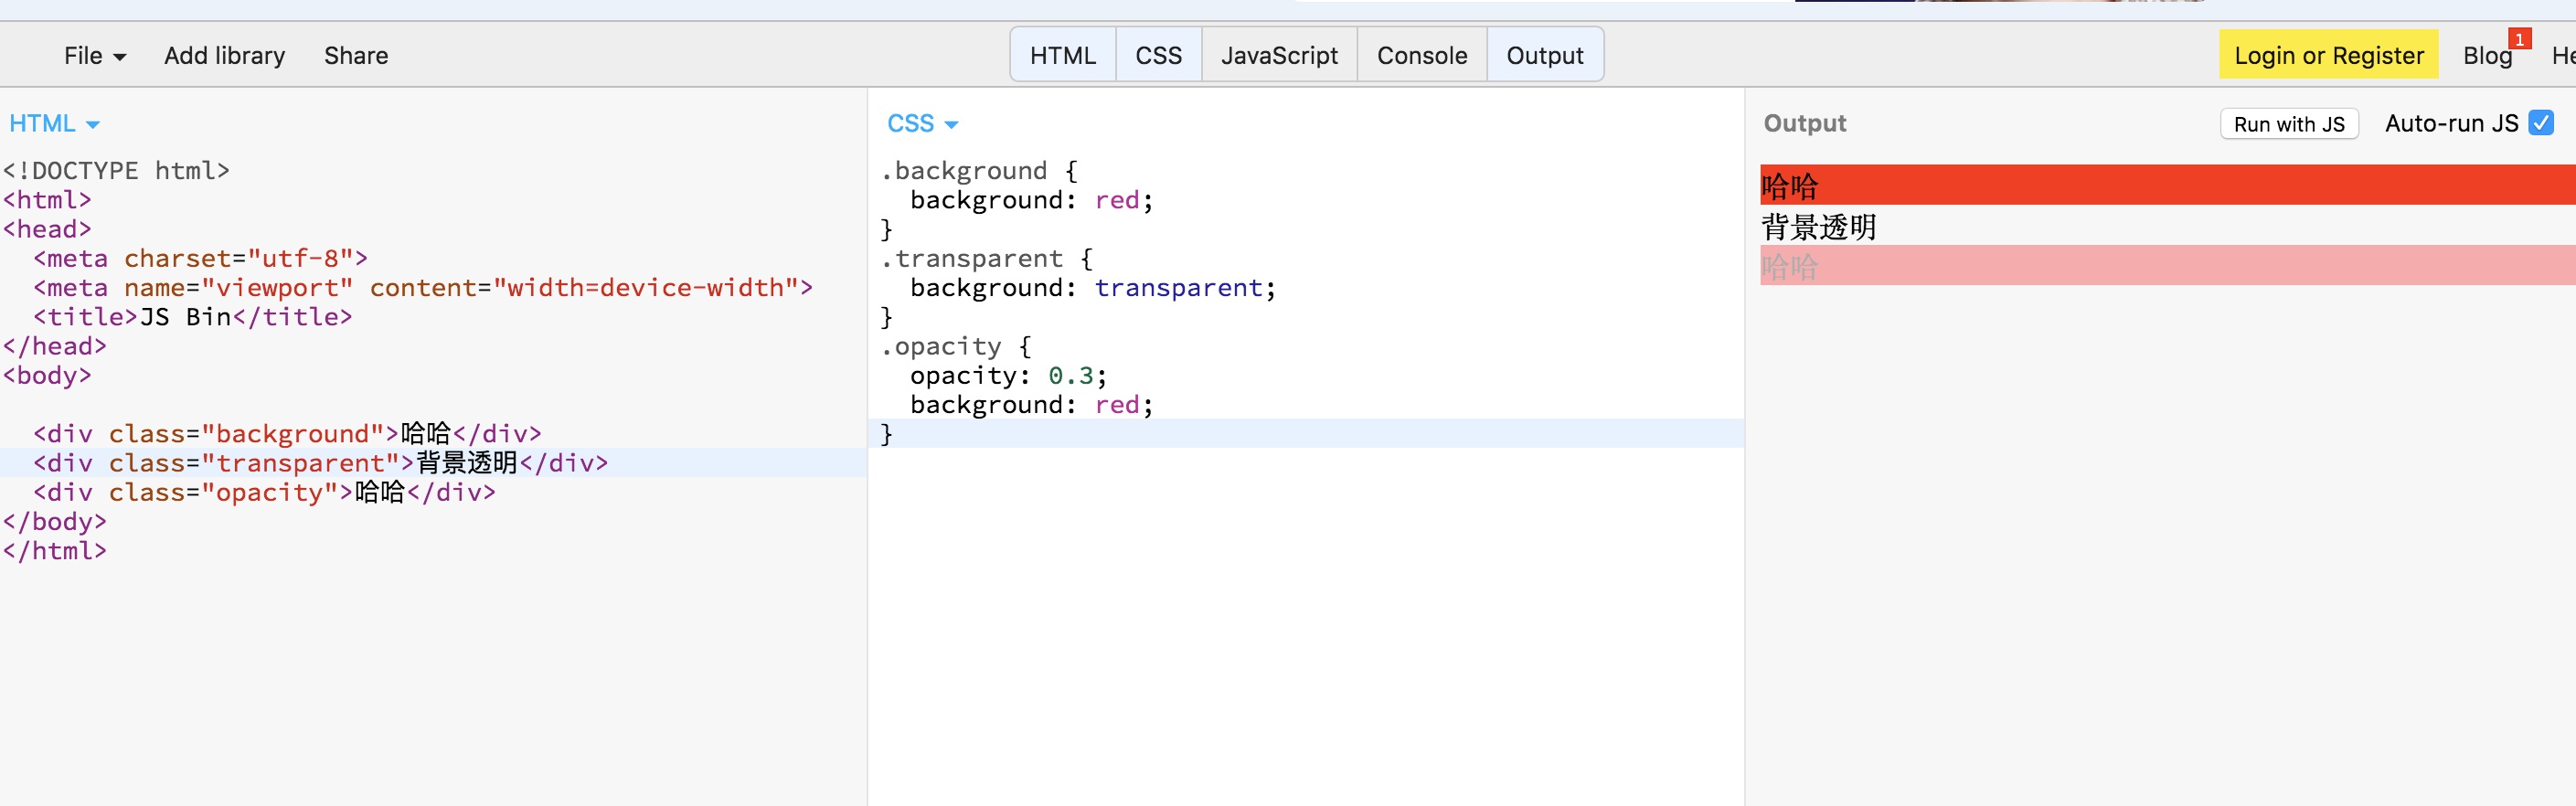 File Add library Share HTML CSS JavaScript Console Output Login or Register Blog 1
HTML
<!DOCTYPE html>
<html>
<head>
  <meta charset="utf-8">
  <meta name="viewport" content="width=device-width">
  <title>JS Bin</title>
</head>
<body>
  <div class="background">哈哈</div>
  <div class="transparent">背景透明</div>
  <div class="opacity">哈哈</div>
</body>
</html>
CSS
.background {
  background: red;
}
.transparent {
  background: transparent;
}
.opacity {
  opacity: 0.3;
  background: red;
}
Output Run with JS Auto-run JS
哈哈
背景透明
哈哈